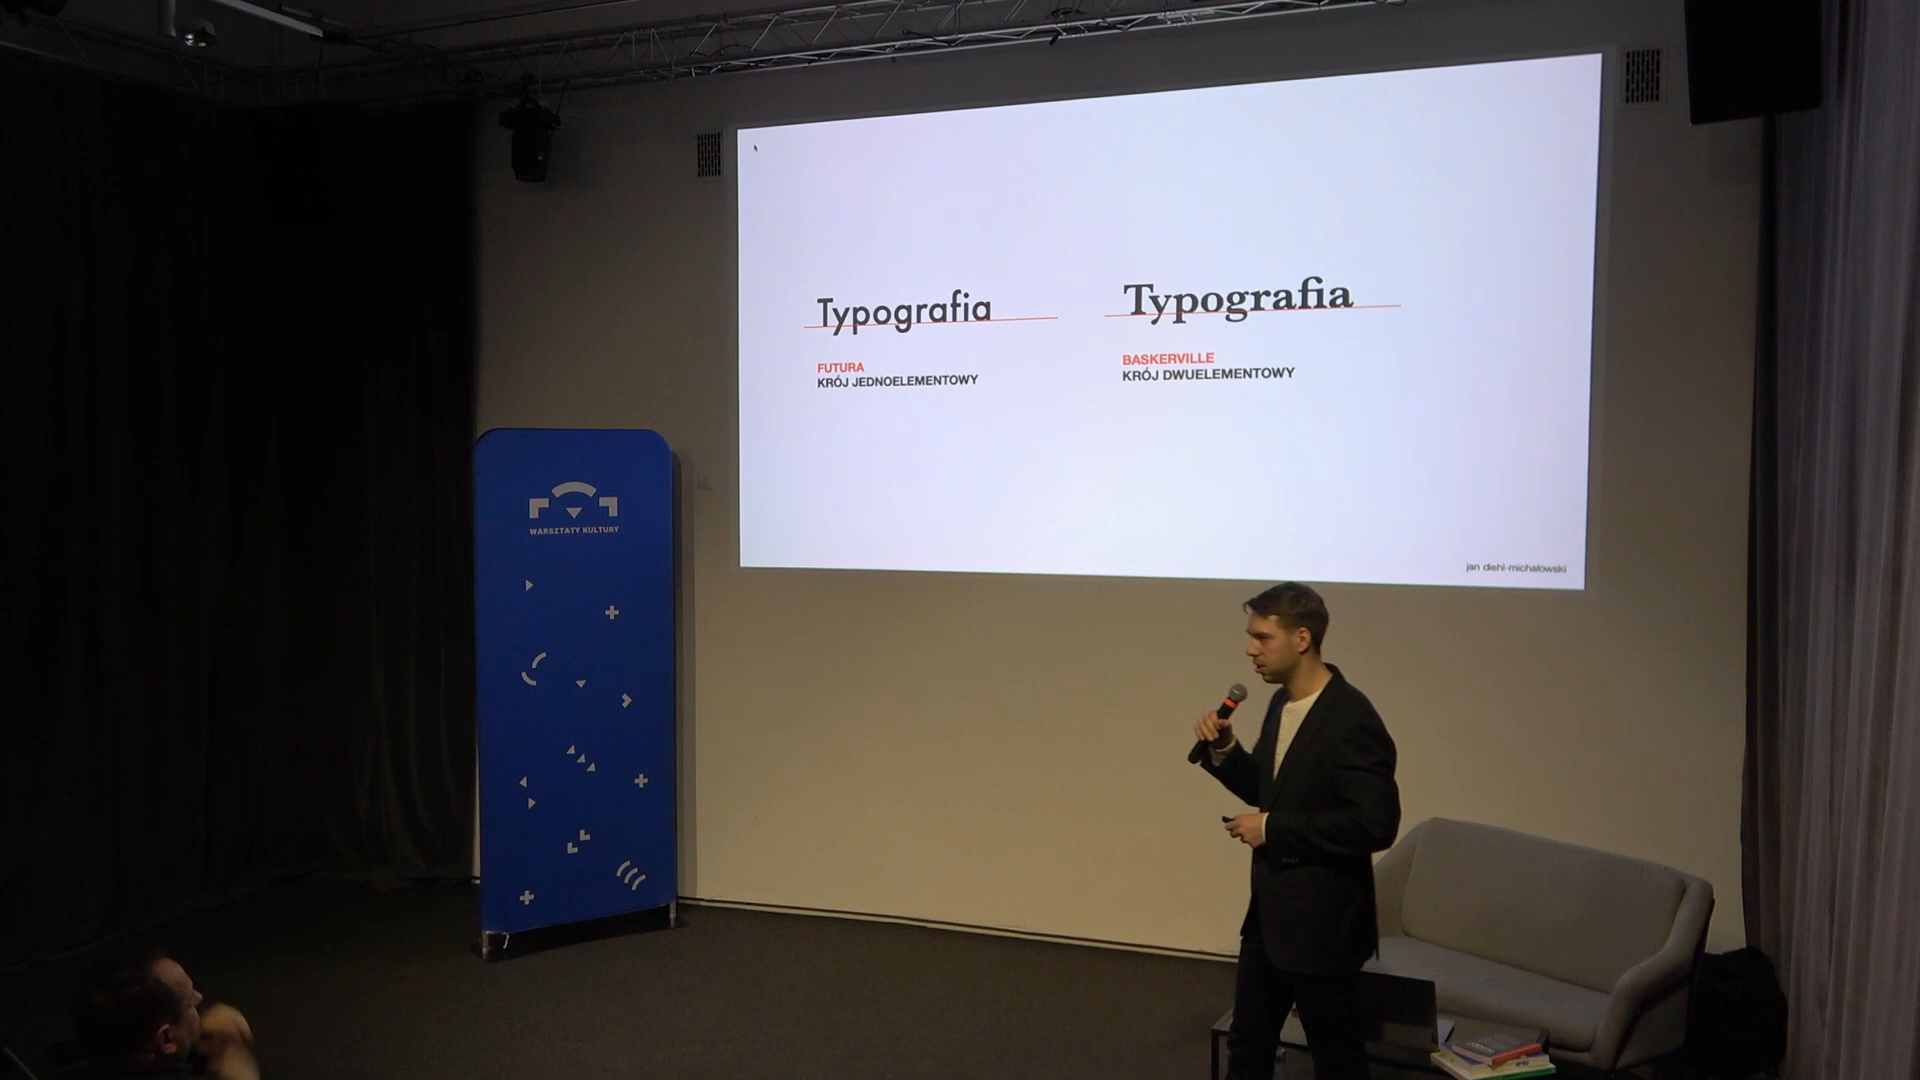 Typografia
FUTURA
KRÓJ JEDNOELEMENTOWY
Typografia
BASKERVILLE
KRÓJ DWUELEMENTOWY
jan diehl-michałowski
WARSZTATY KULTURY